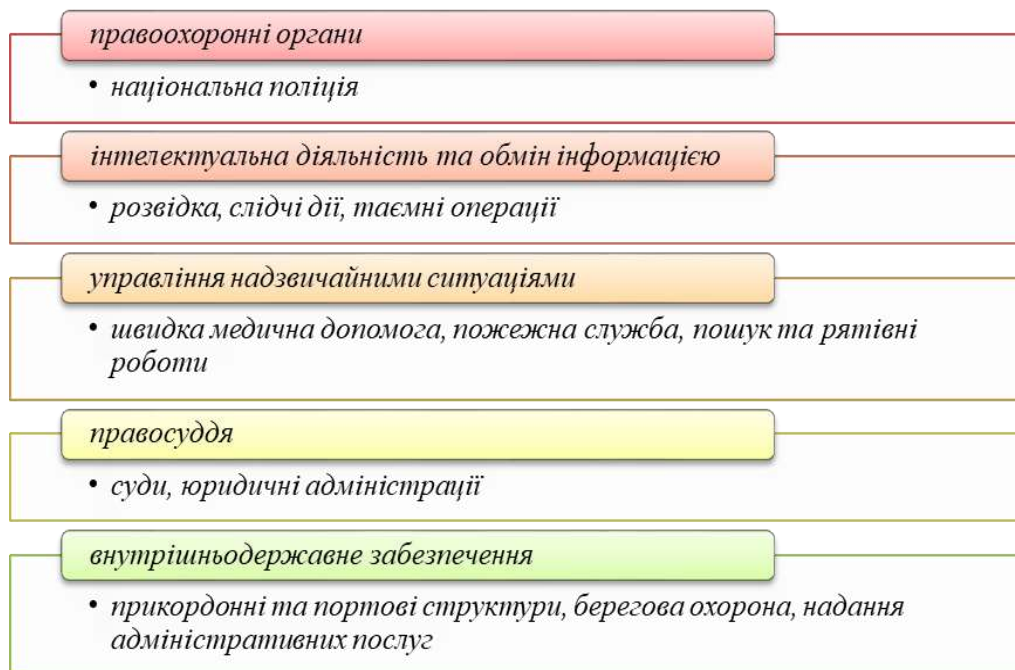 правоохоронні органи
• національна поліція
інтелектуальна діяльність та обмін інформацією
• розвідка, слідчі дії, таємні операції
управління надзвичайними ситуаціями
• швидка медична допомога, пожежна служба, пошук та рятівні
роботи
правосуддя
• суди, юридичні адміністрації
внутрішньодержавне забезпечення
• прикордонні та портові структури, берегова охорона, надання
адміністративних послуг